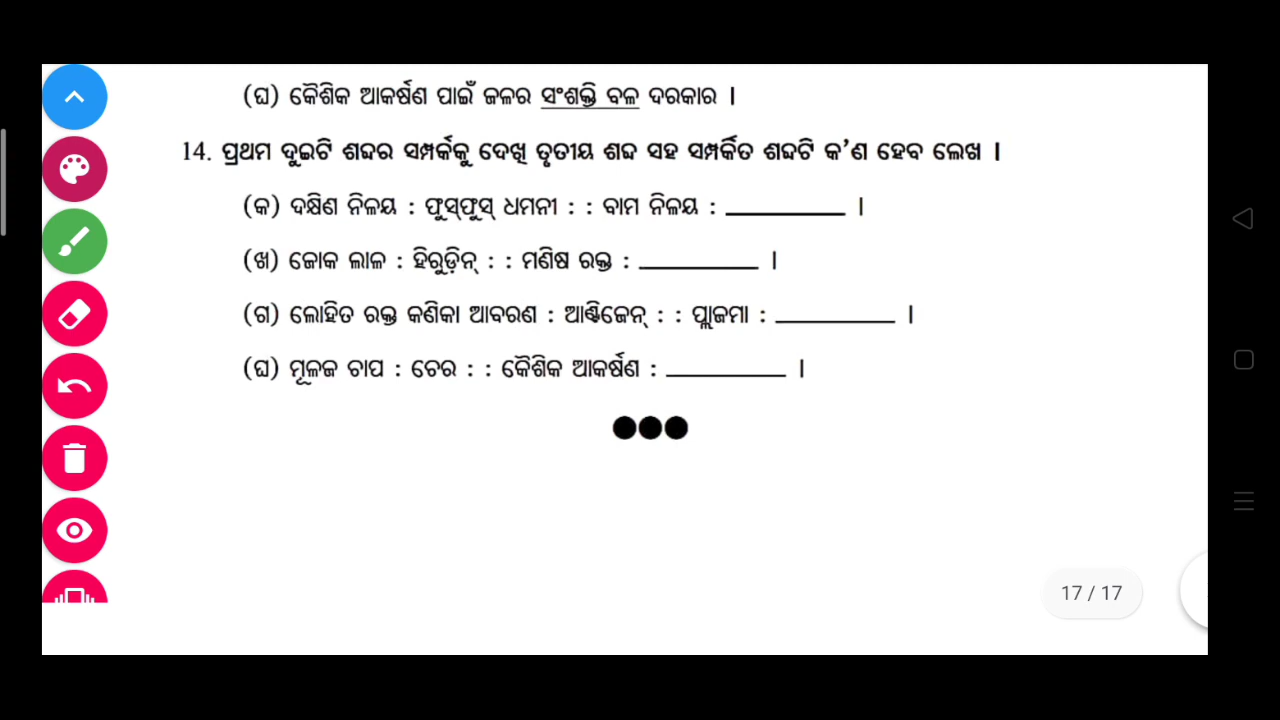 (ଘ) କୈଶିକ ଆକର୍ଷଣ ପାଇଁ ଜଳର ସଂଶକ୍ତି ବଳ ଦରକାର ।
14. ପ୍ରଥମ ଦୁଇଟି ଶବ୍ଦର ସମ୍ପର୍କକୁ ଦେଖି ତୃତୀୟ ଶବ୍ଦ ସହ ସମ୍ପର୍କିତ ଶବ୍ଦଟି କ'ଣ ହେବ ଲେଖ ।
(କ) ଦକ୍ଷିଣ ନିଳୟ : ଫୁସ୍‌ଫୁସ୍ ଧମନୀ : : ବାମ ନିଳୟ : ________ ।
(ଖ) ଜୋକ ଲାଳ : ହିରୁଡ଼ିନ୍ : : ମଣିଷ ରକ୍ତ : ________ ।
(ଗ) ଲୋହିତ ରକ୍ତ କଣିକା ଆବରଣ : ଆଣ୍ଟିଜେନ୍ : : ପ୍ଲାଜମା : ________ ।
(ଘ) ମୂଳଜ ଚାପ : ଚେର : : କୈଶିକ ଆକର୍ଷଣ : ________ ।
17 / 17